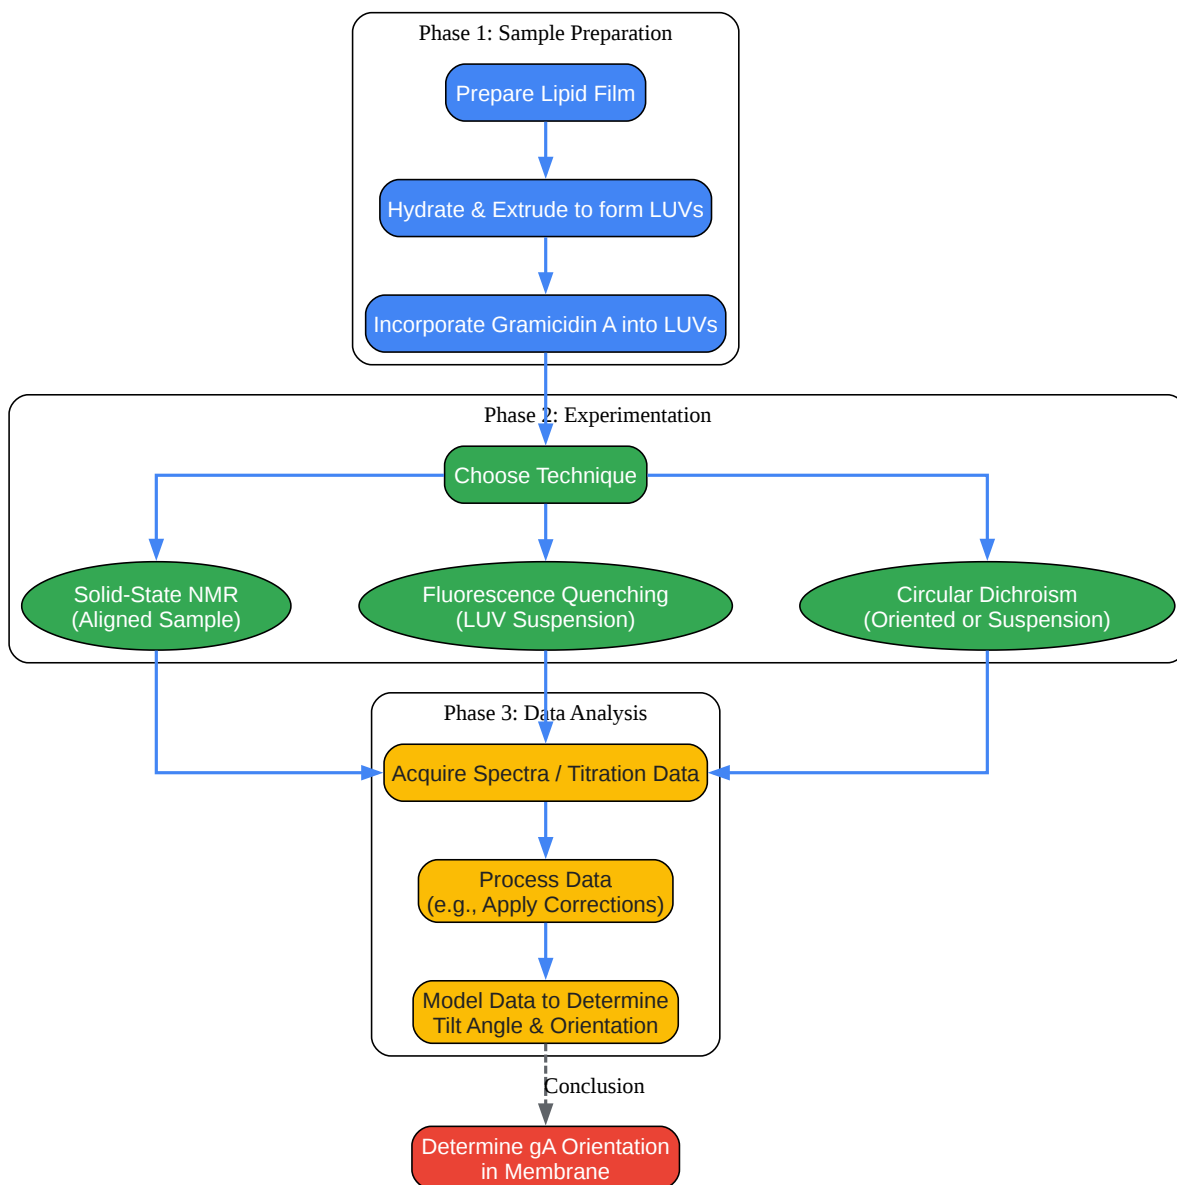 Phase 1: Sample Preparation
Prepare Lipid Film
Hydrate & Extrude to form LUVs
Incorporate Gramicidin A into LUVs
Phase 2: Experimentation
Choose Technique
Solid-State NMR
(Aligned Sample)
Fluorescence Quenching
(LUV Suspension)
Circular Dichroism
(Oriented or Suspension)
Phase 3: Data Analysis
Acquire Spectra / Titration Data
Process Data
(e.g., Apply Corrections)
Model Data to Determine
Tilt Angle & Orientation
Conclusion
Determine gA Orientation
in Membrane